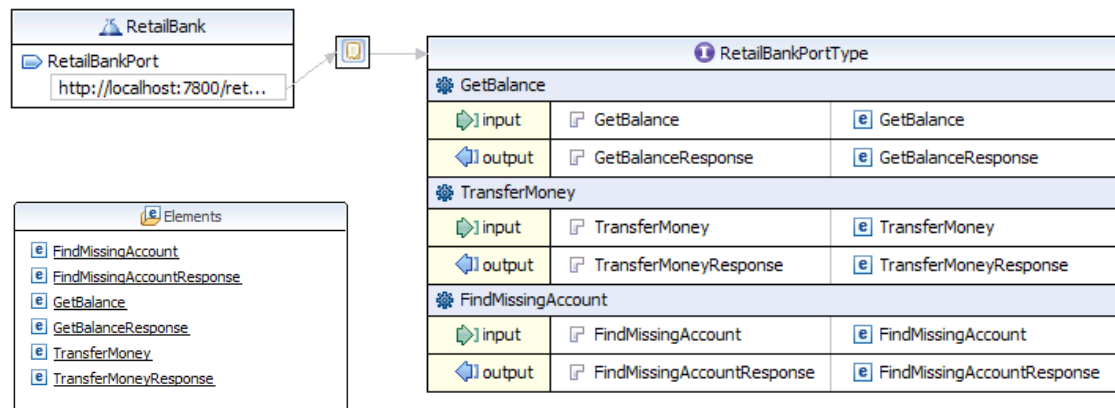 RetailBank
RetailBankPort
http://localhost:7800/ret...
RetailBankPortType
GetBalance
input GetBalance GetBalance
output GetBalanceResponse GetBalanceResponse
TransferMoney
input TransferMoney TransferMoney
output TransferMoneyResponse TransferMoneyResponse
FindMissingAccount
input FindMissingAccount FindMissingAccount
output FindMissingAccountResponse FindMissingAccountResponse
Elements
FindMissingAccount
FindMissingAccountResponse
GetBalance
GetBalanceResponse
TransferMoney
TransferMoneyResponse